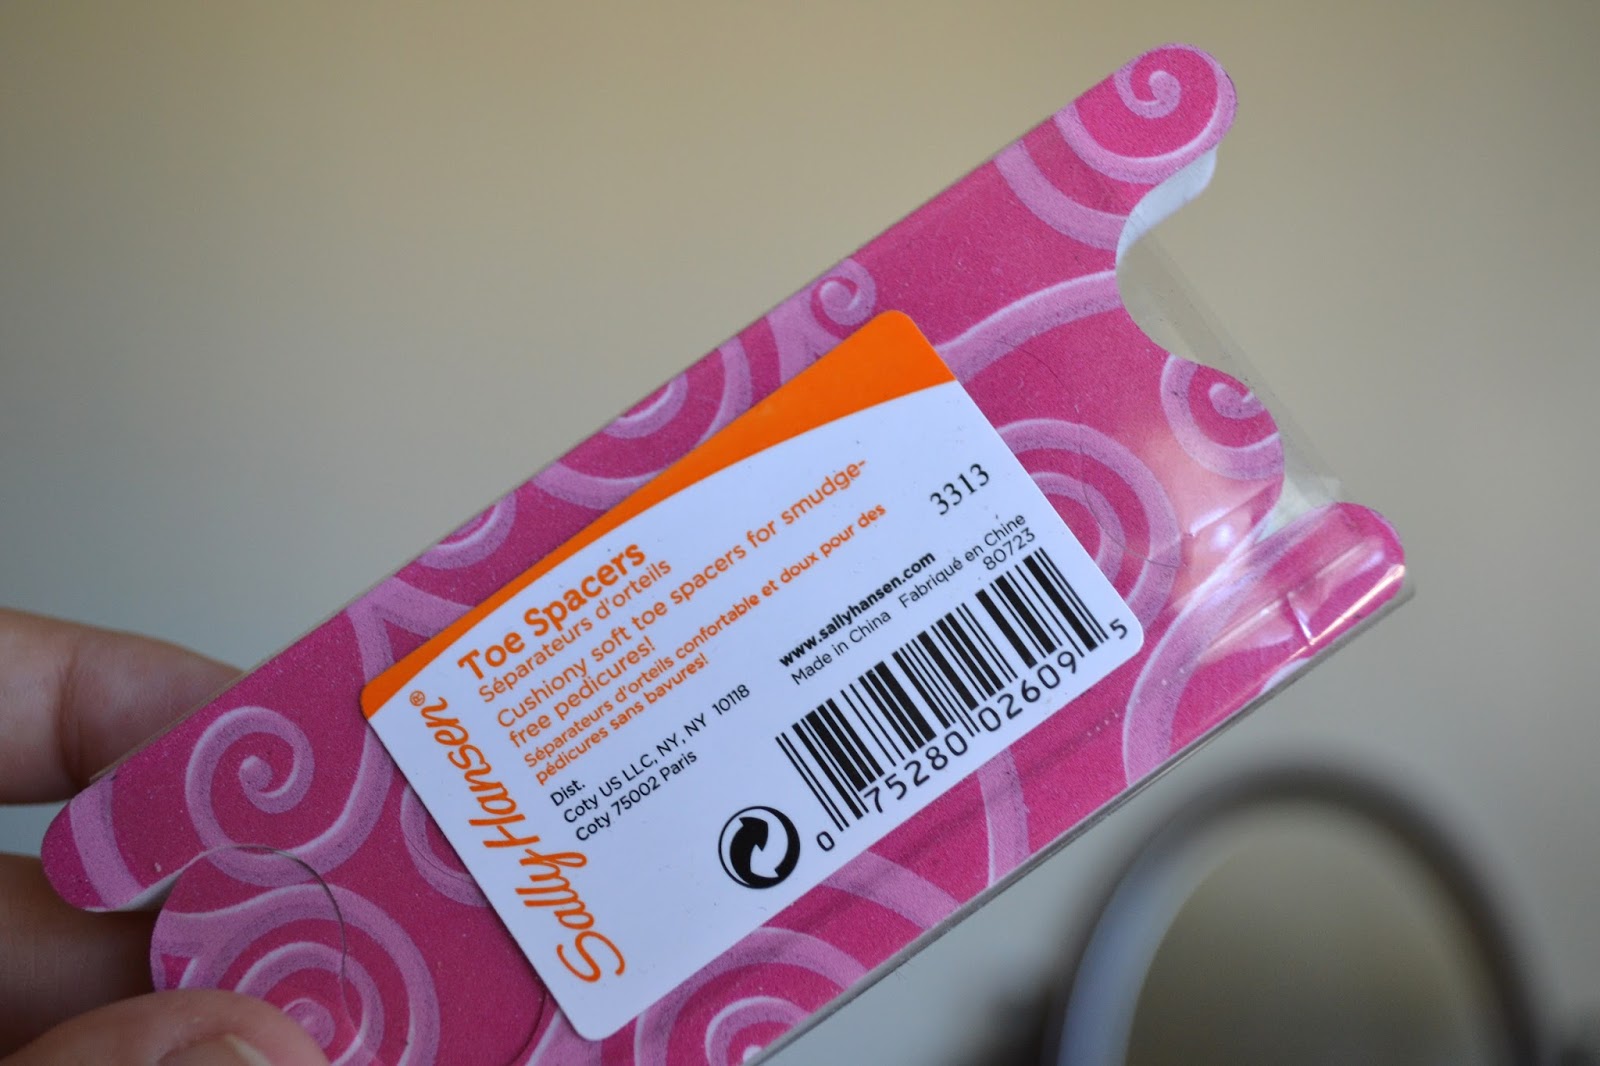 Sally Hansen®
Toe Spacers
Séparateurs d'orteils
Cushiony soft toe spacers for smudge-
free pedicures!
Séparateurs d'orteils confortable et doux pour des
pédicures sans bavures!
Dist.
Coty US LLC, NY, NY 10118
Coty 75002 Paris
3313
www.sallyhansen.com
Made in China Fabriqué en Chine
80723
0 75280 02609 5